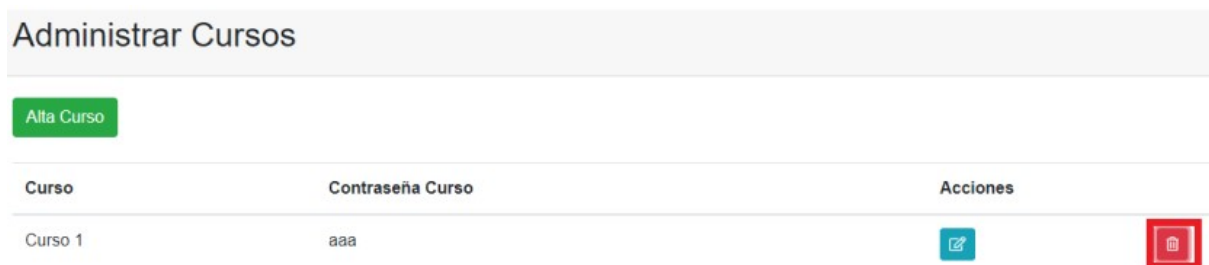 Administrar Cursos
Alta Curso
Curso Contraseña Curso Acciones
Curso 1 aaa